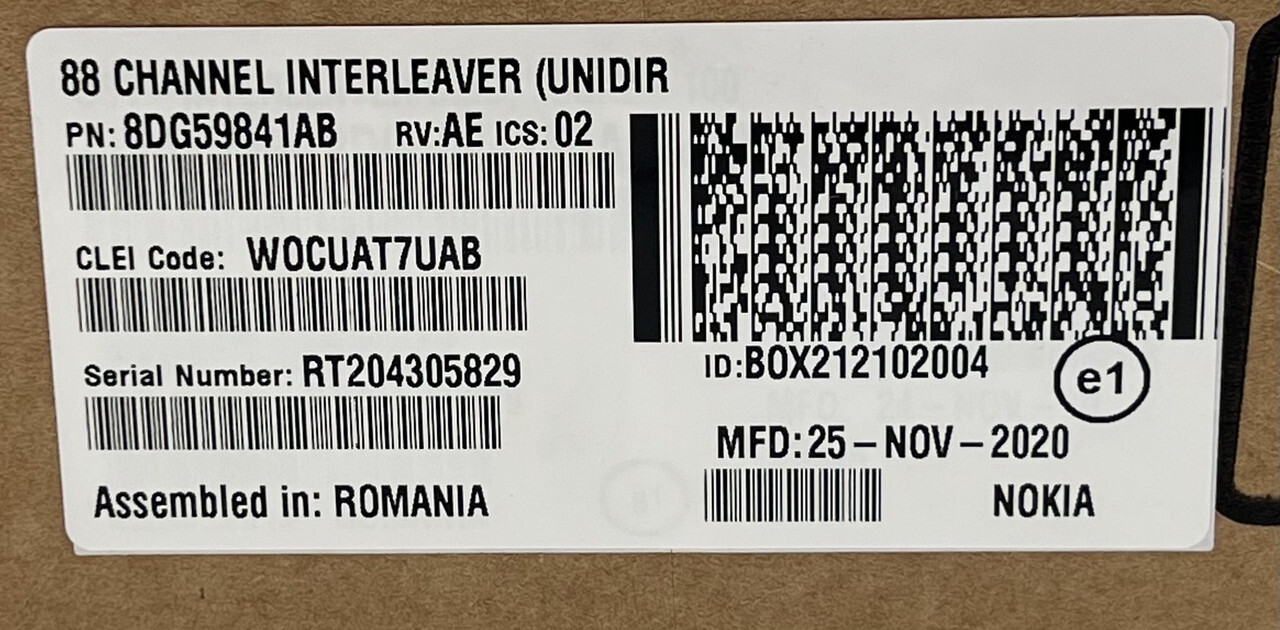 88 CHANNEL INTERLEAVER (UNIDIR
PN: 8DG59841AB RV:AE ICS: 02
CLEI Code: WOCUAT7UAB
Serial Number: RT204305829
ID:BOX212102004
e1
MFD:25-NOV-2020
Assembled in: ROMANIA
NOKIA